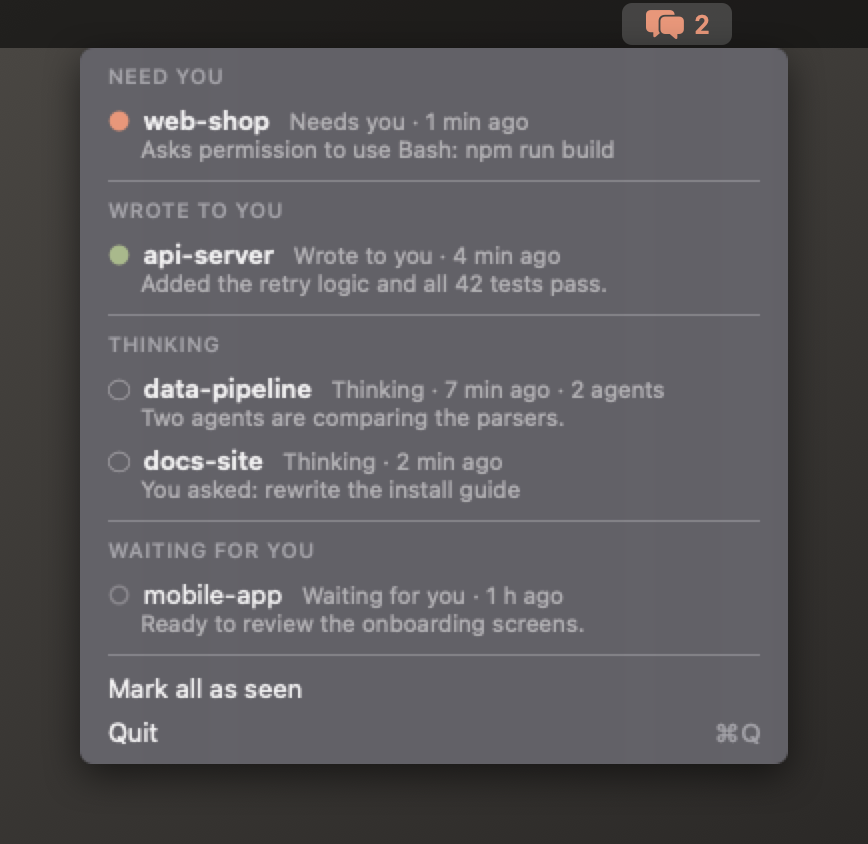 2
NEED YOU
web-shop Needs you · 1 min ago
Asks permission to use Bash: npm run build
WROTE TO YOU
api-server Wrote to you · 4 min ago
Added the retry logic and all 42 tests pass.
THINKING
data-pipeline Thinking · 7 min ago · 2 agents
Two agents are comparing the parsers.
docs-site Thinking · 2 min ago
You asked: rewrite the install guide
WAITING FOR YOU
mobile-app Waiting for you · 1 h ago
Ready to review the onboarding screens.
Mark all as seen
Quit ⌘Q